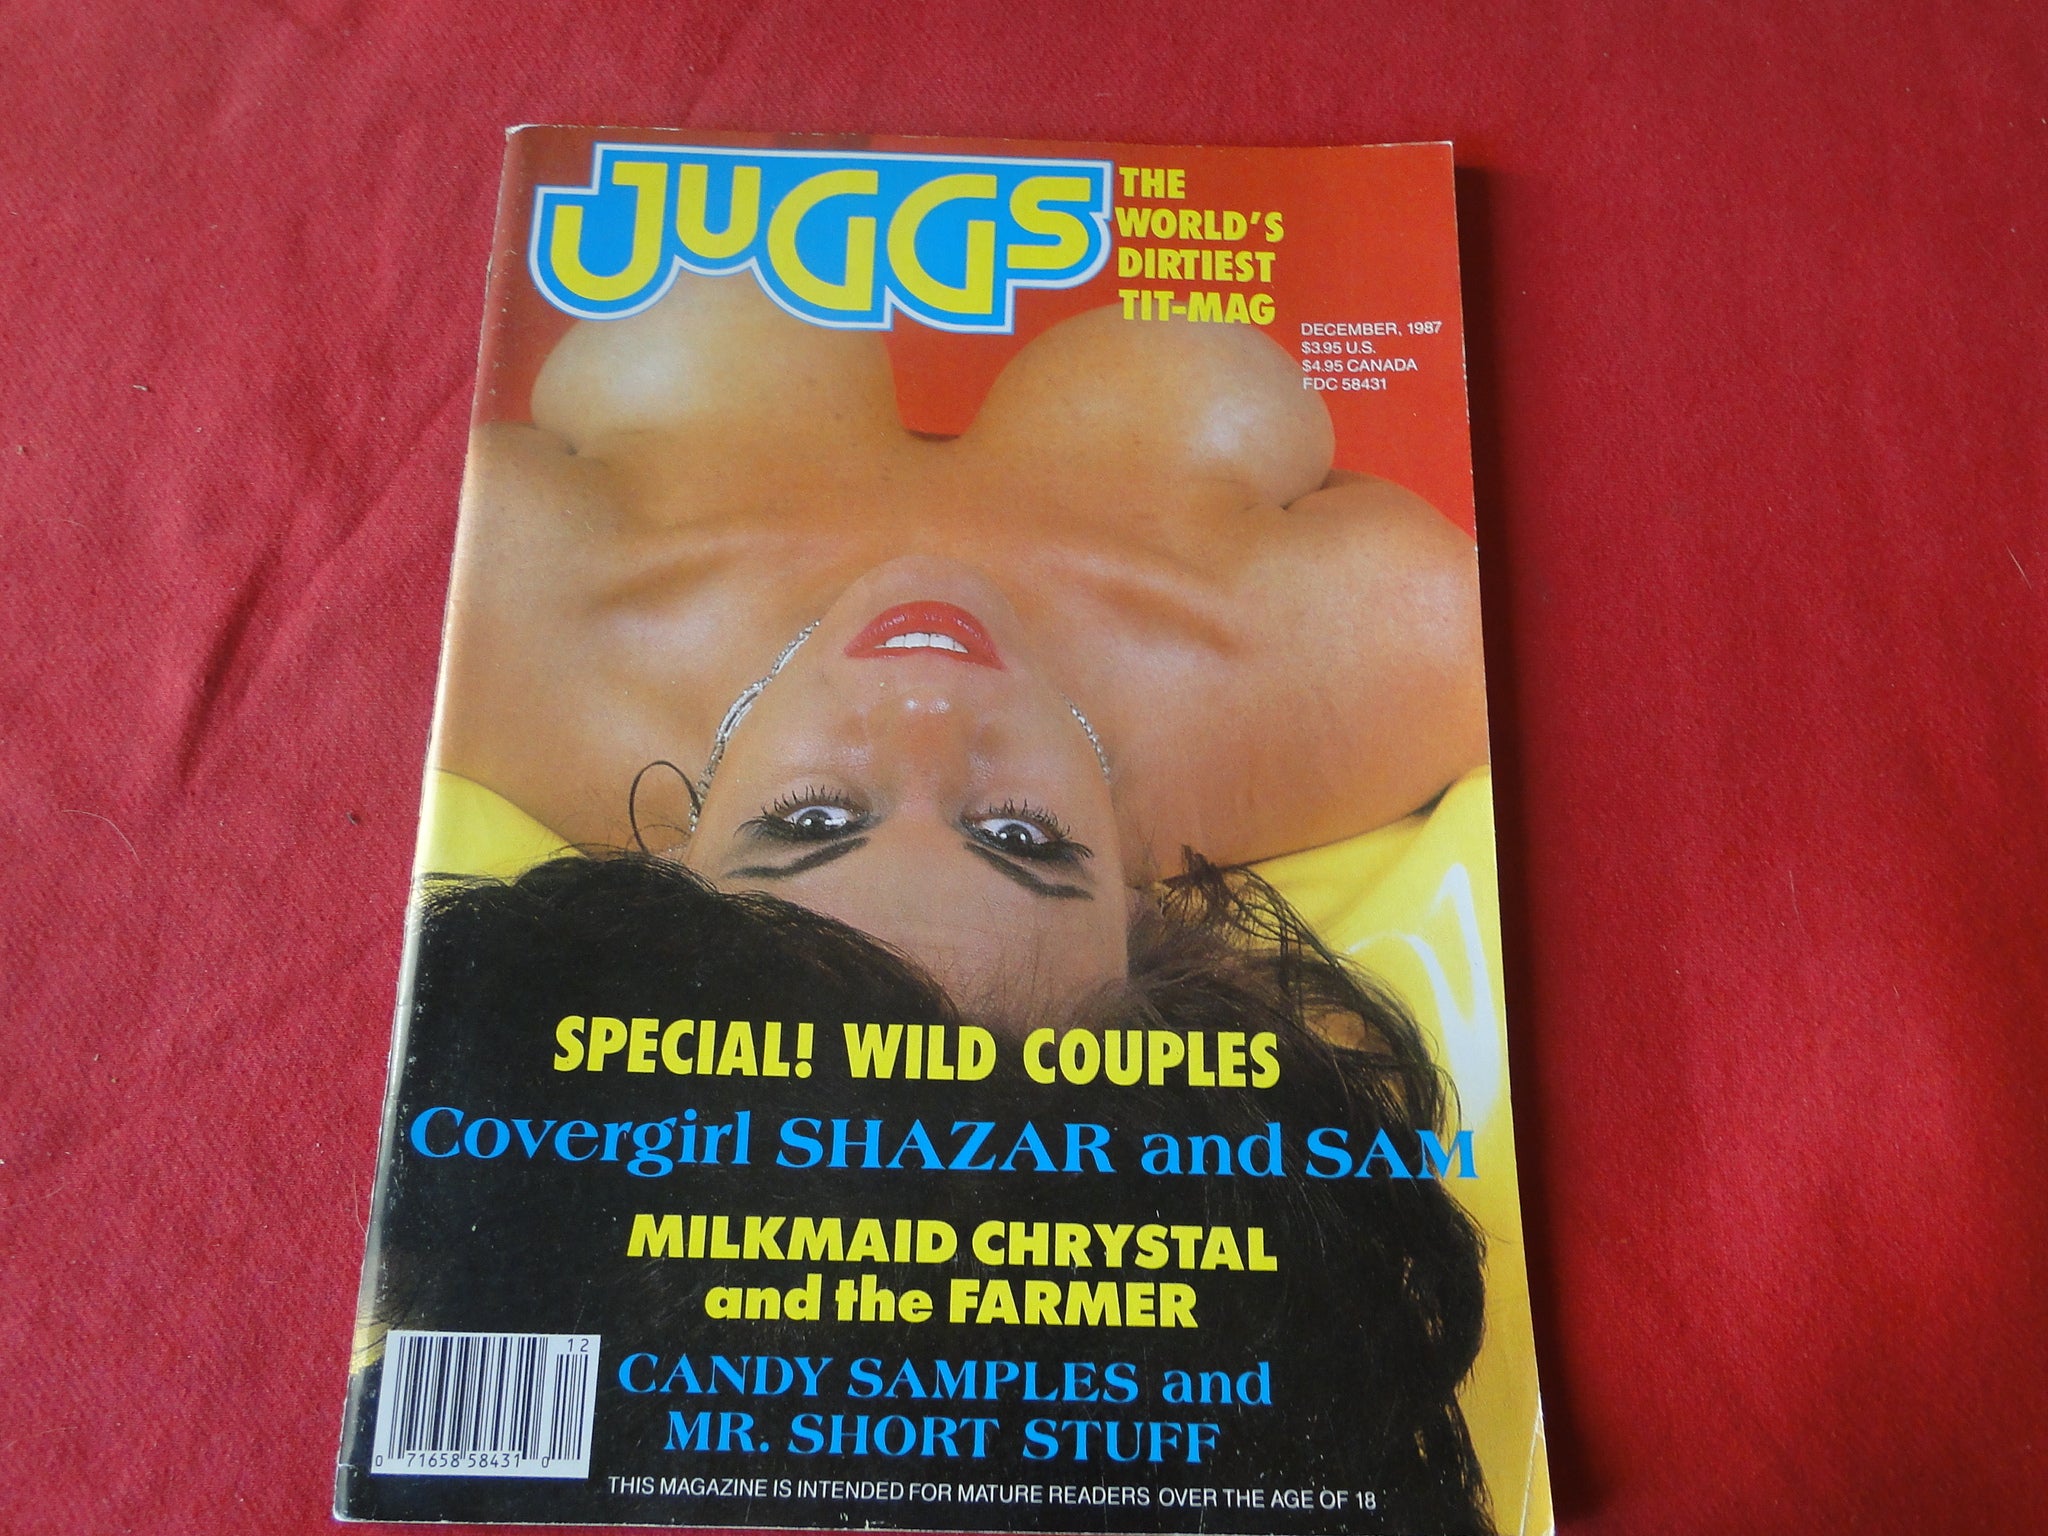 JUGGS
THE
WORLD'S
DIRTIEST
TIT-MAG
DECEMBER, 1987
$3.95 U.S.
$4.95 CANADA
FDC 58431
SPECIAL! WILD COUPLES
Covergirl SHAZAR and SAM
MILKMAID CHRYSTAL
and the FARMER
CANDY SAMPLES and
MR. SHORT STUFF
12
0 71658 58431 0
THIS MAGAZINE IS INTENDED FOR MATURE READERS OVER THE AGE OF 18